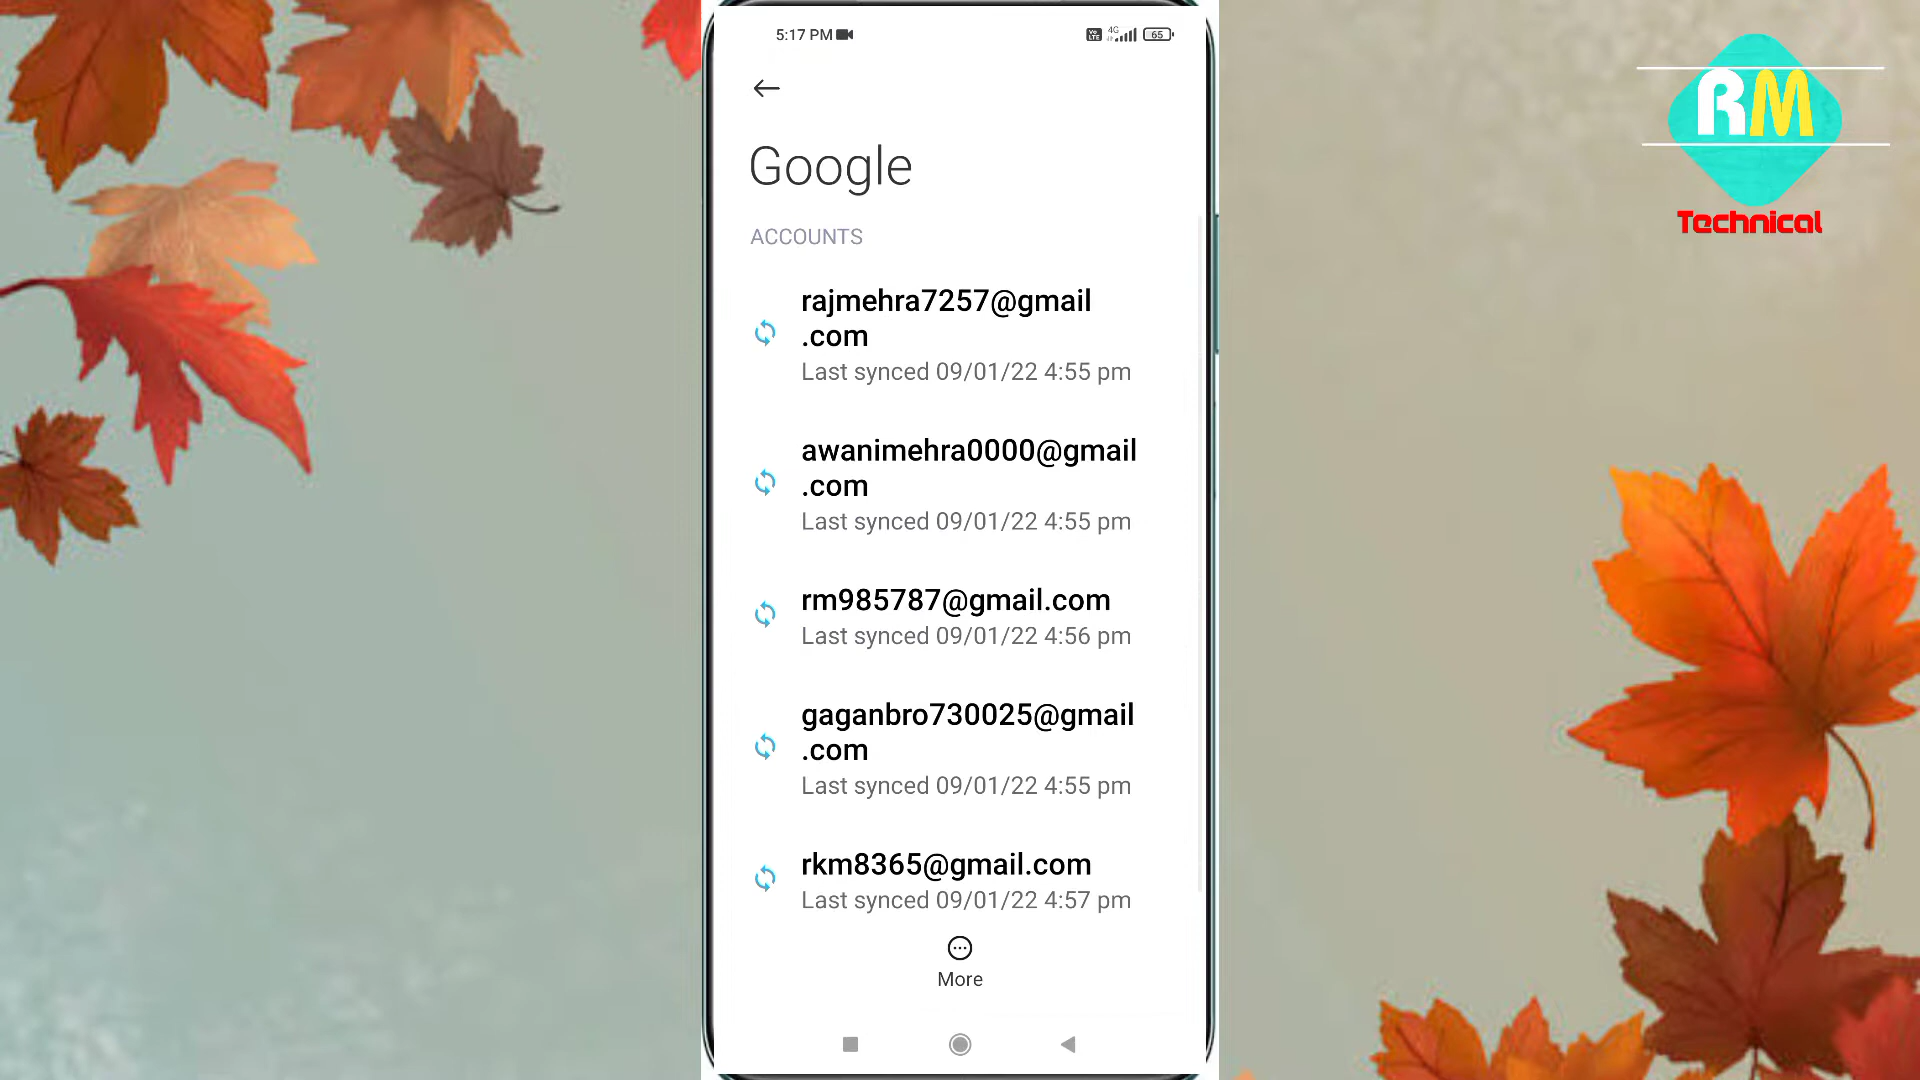 5:17 PM
4G
65
Google
ACCOUNTS
rajmehra7257@gmail
.com
Last synced 09/01/22 4:55 pm
awanimehra0000@gmail
.com
Last synced 09/01/22 4:55 pm
rm985787@gmail.com
Last synced 09/01/22 4:56 pm
gaganbro730025@gmail
.com
Last synced 09/01/22 4:55 pm
rkm8365@gmail.com
Last synced 09/01/22 4:57 pm
More
RM
Technical